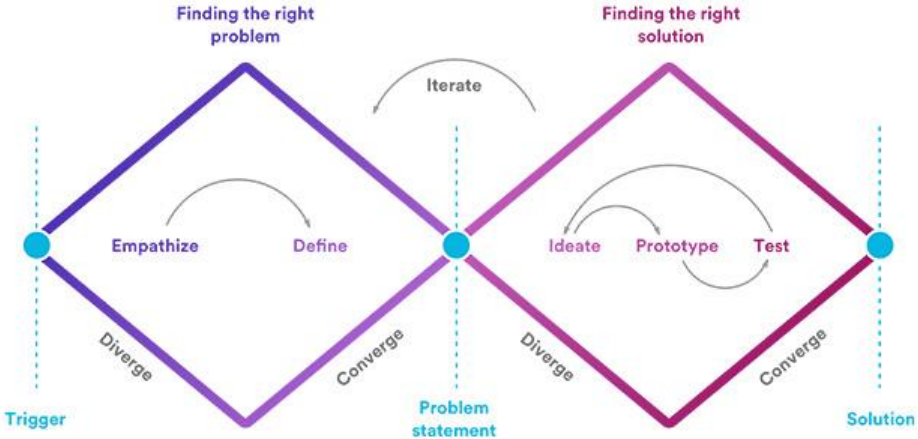 Finding the right
problem
Finding the right
solution
Iterate
Empathize
Define
Ideate
Prototype
Test
Diverge
Converge
Diverge
Converge
Trigger
Problem
statement
Solution